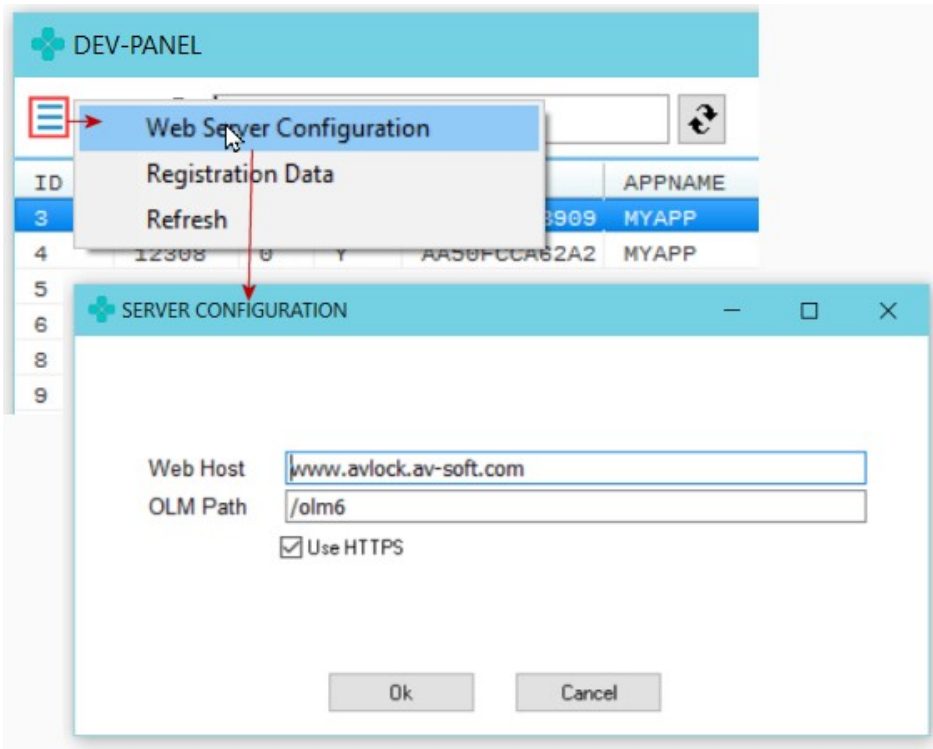 DEV-PANEL
Web Server Configuration
Registration Data
Refresh
ID APPNAME
3 8909 MYAPP
4 12308 0 Y AA50FCCA62A2 MYAPP
5
6
8
9
SERVER CONFIGURATION
Web Host www.avlock.av-soft.com
OLM Path /olm6
Use HTTPS
Ok Cancel